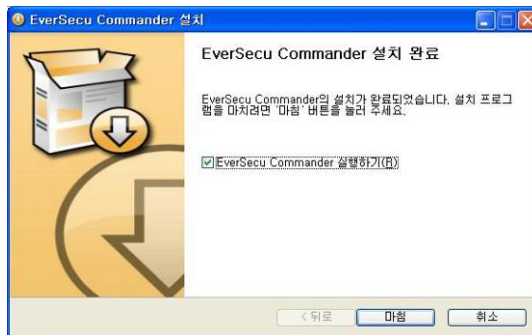 EverSecu Commander 설치
EverSecu Commander 설치 완료
EverSecu Commander의 설치가 완료되었습니다. 설치 프로그
램을 마치려면 '마침' 버튼을 눌러 주세요.
EverSecu Commander 실행하기(R)
< 뒤로
마침
취소